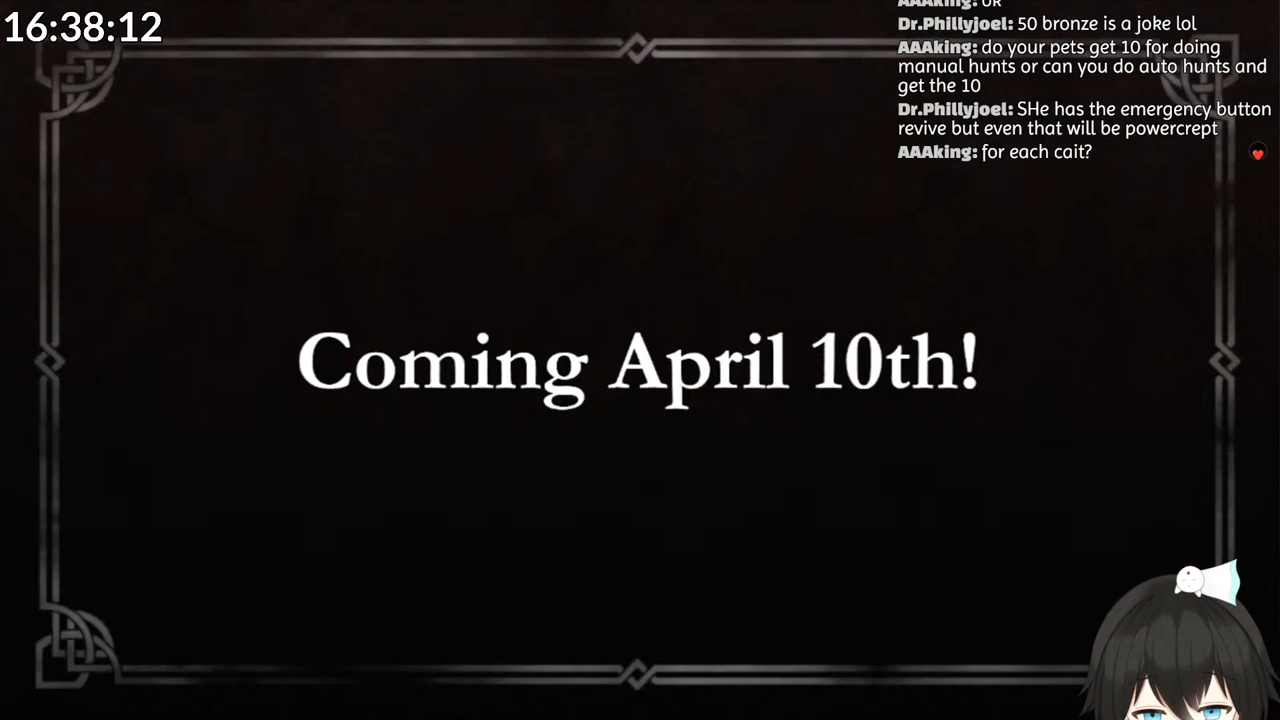 16:38:12
AAAking: UR
Dr.Phillyjoel: 50 bronze is a joke lol
AAAking: do your pets get 10 for doing
manual hunts or can you do auto hunts and
get the 10
Dr.Phillyjoel: SHe has the emergency button
revive but even that will be powercrept
AAAking: for each cait?
Coming April 10th!